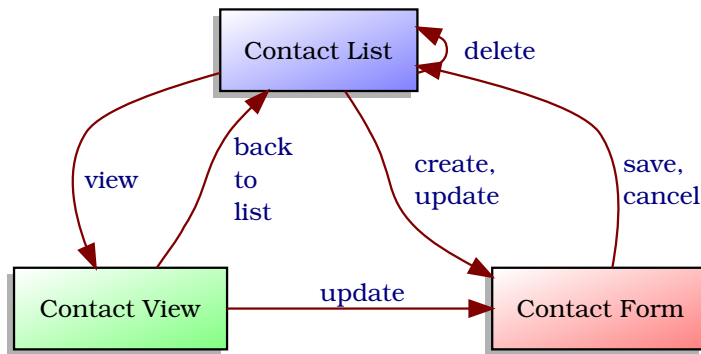 Contact List
delete
view
back
to
list
create,
update
save,
cancel
Contact View
update
Contact Form